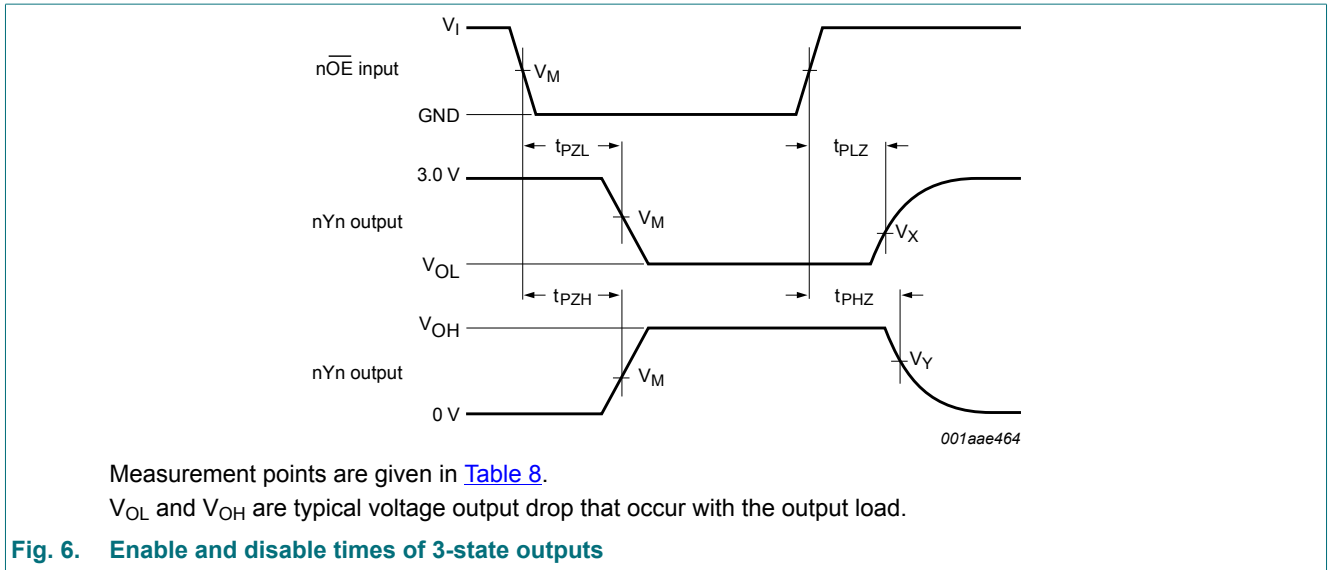 V_I
nO̅E̅ input
V_M
GND
t_PZL
t_PLZ
3.0 V
nYn output
V_M
V_X
V_OL
t_PZH
t_PHZ
V_OH
nYn output
V_M
V_Y
0 V
001aae464
Measurement points are given in Table 8.
V_OL and V_OH are typical voltage output drop that occur with the output load.
Fig. 6. Enable and disable times of 3-state outputs